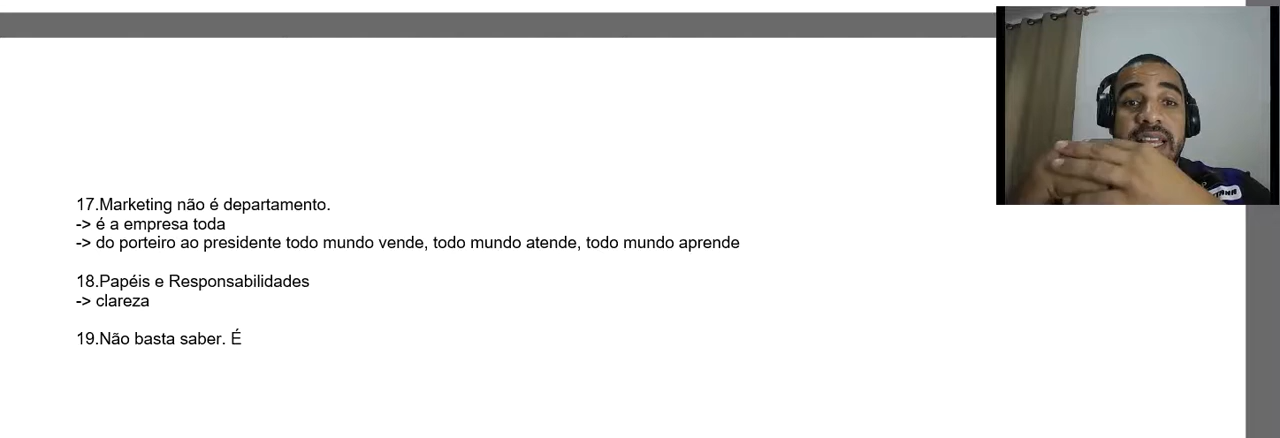 17.Marketing não é departamento.
-> é a empresa toda
-> do porteiro ao presidente todo mundo vende, todo mundo atende, todo mundo aprende
18.Papéis e Responsabilidades
-> clareza
19.Não basta saber. É